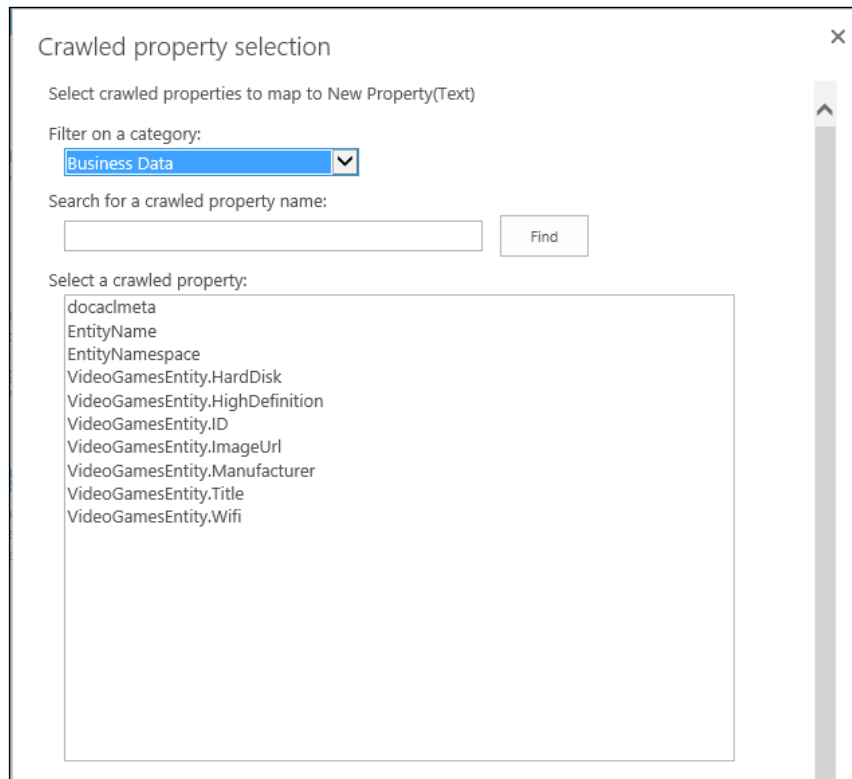 Crawled property selection
Select crawled properties to map to New Property(Text)
Filter on a category:
Business Data
Search for a crawled property name:
Find
Select a crawled property:
docaclmeta
EntityName
EntityNamespace
VideoGamesEntity.HardDisk
VideoGamesEntity.HighDefinition
VideoGamesEntity.ID
VideoGamesEntity.ImageUrl
VideoGamesEntity.Manufacturer
VideoGamesEntity.Title
VideoGamesEntity.Wifi